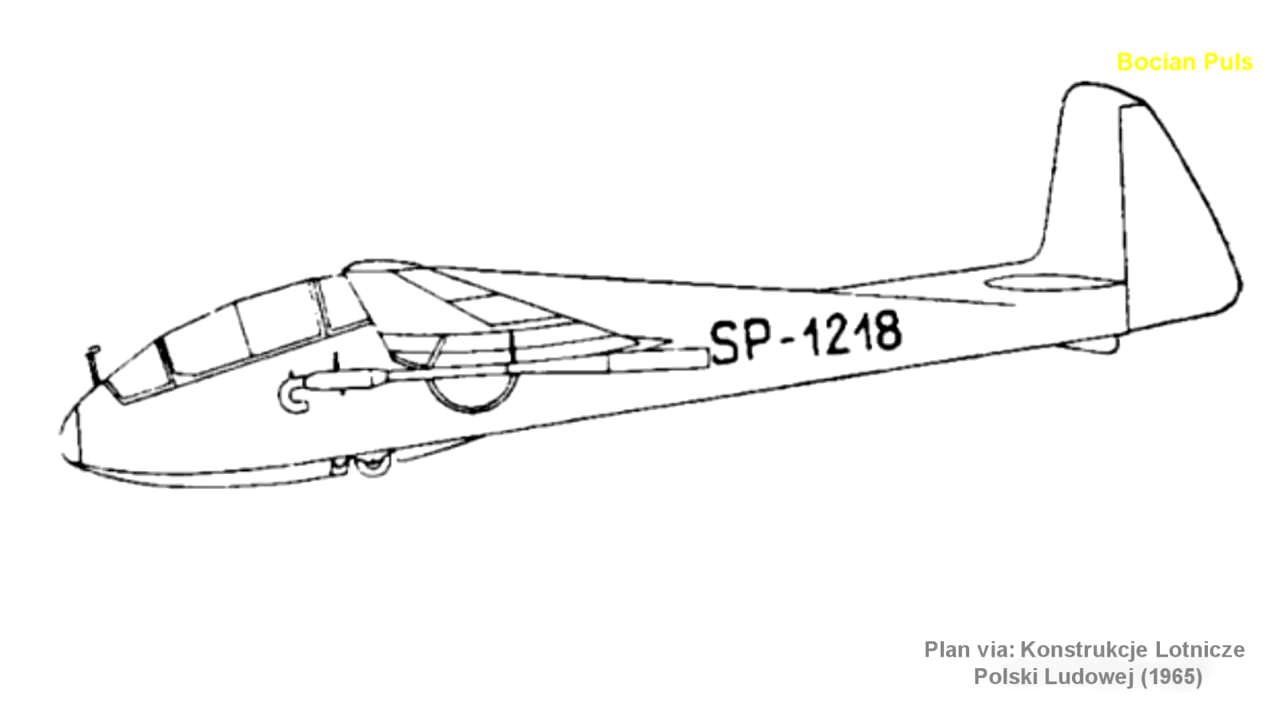 Bocian Puls
SP-1218
Plan via: Konstrukcje Lotnicze
Polski Ludowej (1965)